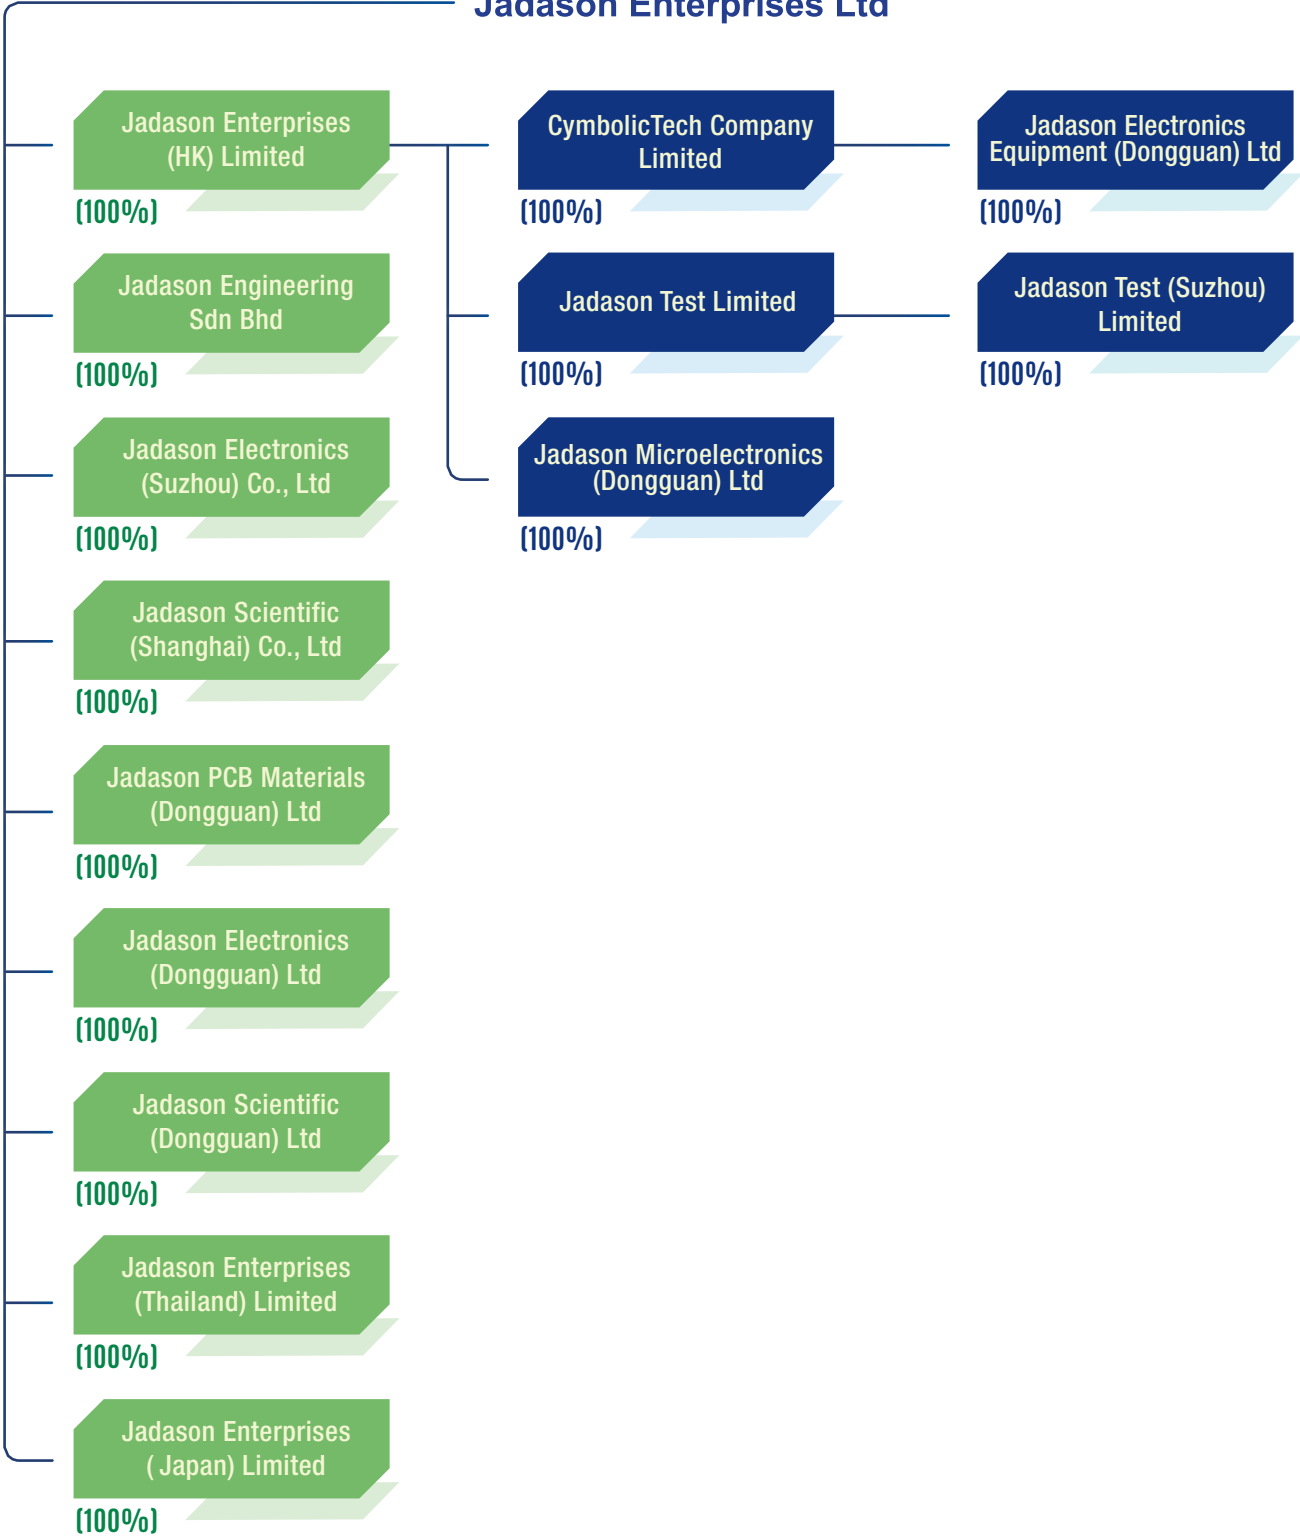 Jadason Enterprises Ltd
Jadason Enterprises
(HK) Limited
(100%)
CymbolicTech Company
Limited
(100%)
Jadason Electronics
Equipment (Dongguan) Ltd
(100%)
Jadason Engineering
Sdn Bhd
(100%)
Jadason Test Limited
(100%)
Jadason Test (Suzhou)
Limited
(100%)
Jadason Electronics
(Suzhou) Co., Ltd
(100%)
Jadason Microelectronics
(Dongguan) Ltd
(100%)
Jadason Scientific
(Shanghai) Co., Ltd
(100%)
Jadason PCB Materials
(Dongguan) Ltd
(100%)
Jadason Electronics
(Dongguan) Ltd
(100%)
Jadason Scientific
(Dongguan) Ltd
(100%)
Jadason Enterprises
(Thailand) Limited
(100%)
Jadason Enterprises
( Japan) Limited
(100%)